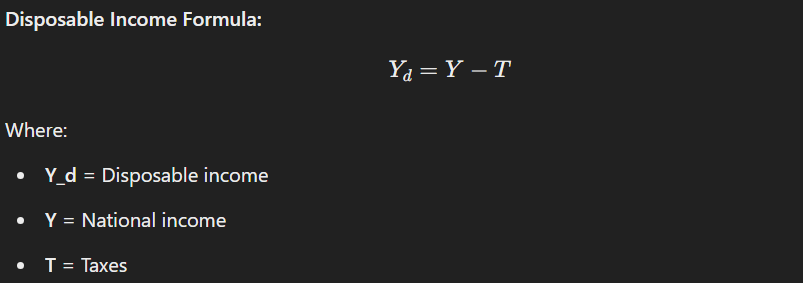 Disposable Income Formula:
Y_d = Y − T
Where:
• Y_d = Disposable income
• Y = National income
• T = Taxes